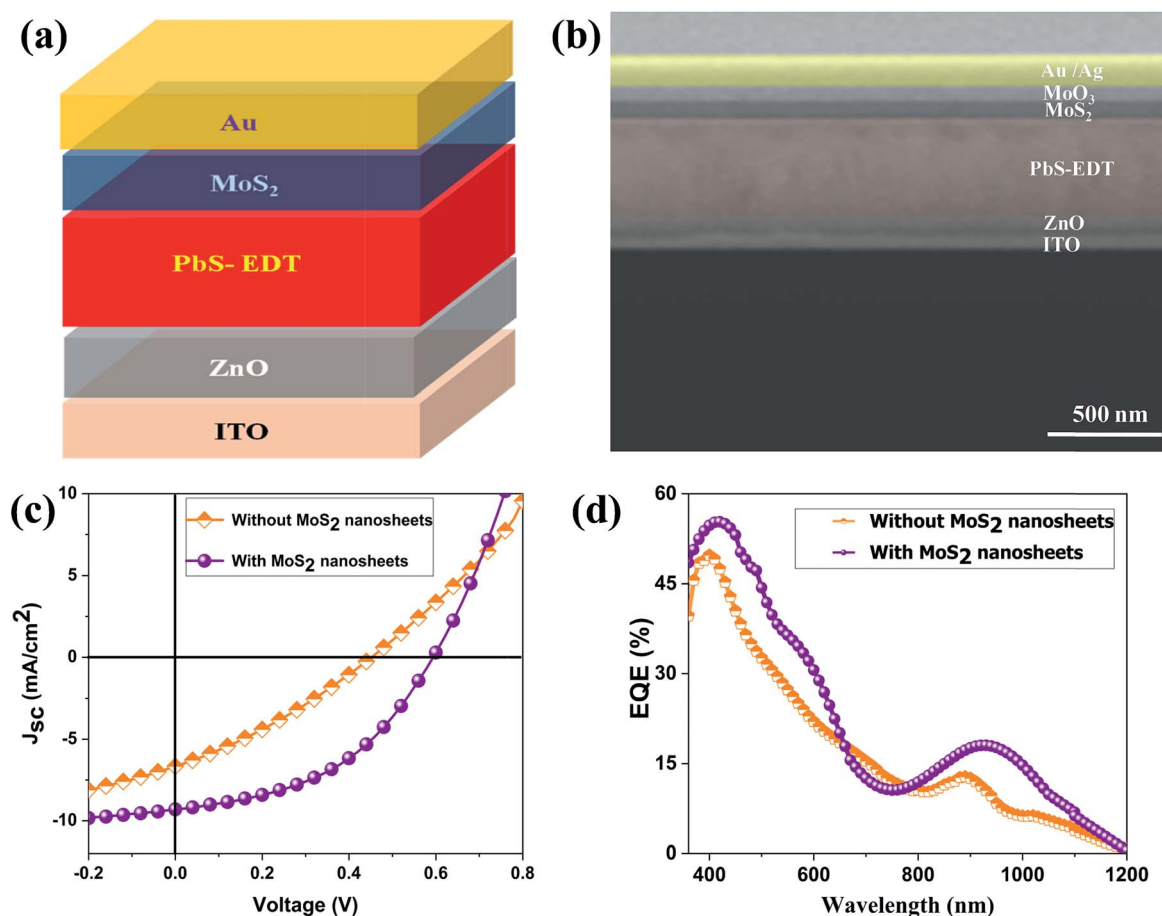 (a)
Au
MoS₂
PbS- EDT
ZnO
ITO
(b)
Au /Ag
MoO₃
MoS₂
PbS-EDT
ZnO
ITO
500 nm
(c)
10
5
0
-5
-10
J_SC (mA/cm²)
Without MoS₂ nanosheets
With MoS₂ nanosheets
-0.2 0.0 0.2 0.4 0.6 0.8
Voltage (V)
(d)
60
45
30
15
0
EQE (%)
Without MoS₂ nanosheets
With MoS₂ nanosheets
400 600 800 1000 1200
Wavelength (nm)